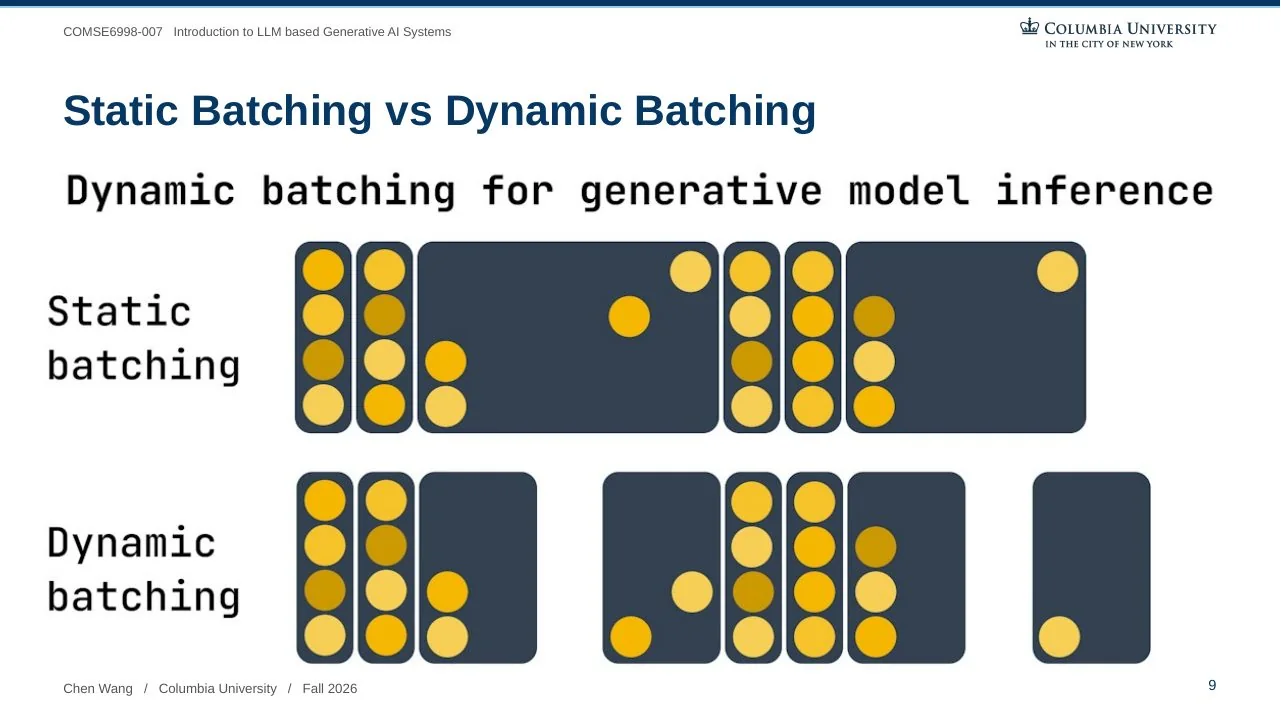 COMSE6998-007 Introduction to LLM based Generative AI Systems
COLUMBIA UNIVERSITY
IN THE CITY OF NEW YORK
Static Batching vs Dynamic Batching
Dynamic batching for generative model inference
Static
batching
Dynamic
batching
Chen Wang / Columbia University / Fall 2026
9